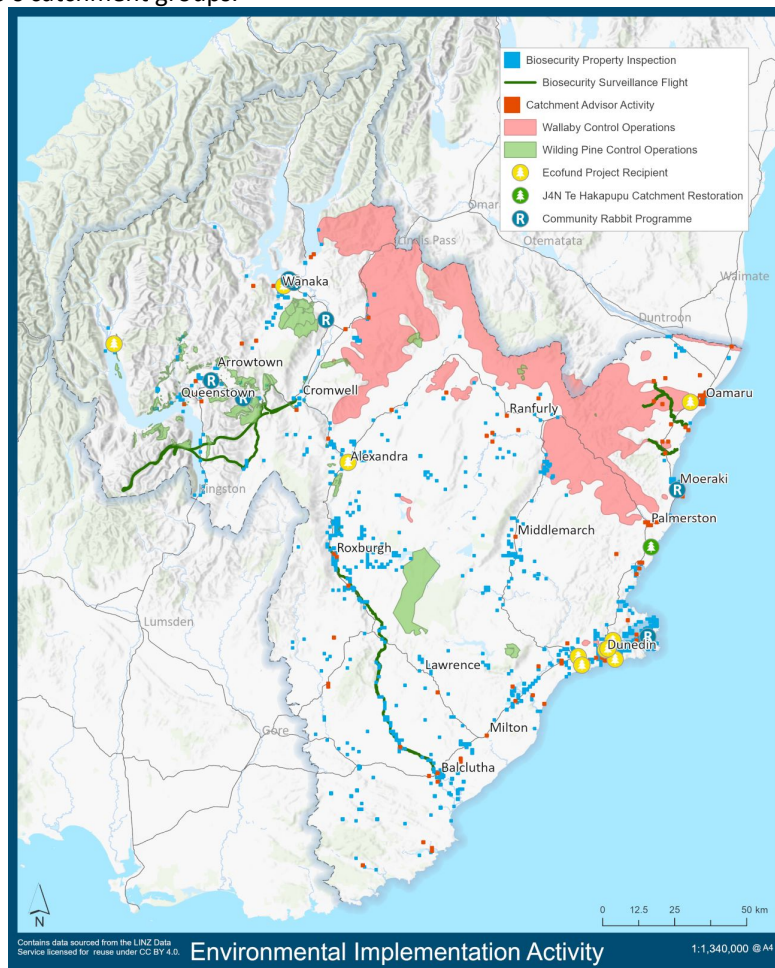 6 catchment groups.
Biosecurity Property Inspection
Biosecurity Surveillance Flight
Catchment Advisor Activity
Wallaby Control Operations
Wilding Pine Control Operations
Ecofund Project Recipient
J4N Te Hakapupu Catchment Restoration
R Community Rabbit Programme
Omar
Otematata
Lindis Pass
Waimate
Wānaka
Duntroon
R
Arrowtown
R
Queenstown
R
Cromwell
Oamaru
Ranfurly
Alexandra
Kingston
Moeraki
R
Palmerston
Middlemarch
Roxburgh
Lumsden
R
Dunedin
Lawrence
Gore
Milton
Balclutha
N
0 12.5 25 50 km
Contains data sourced from the LINZ Data
Service licensed for reuse under CC BY 4.0.
Environmental Implementation Activity
1:1,340,000 @ A4